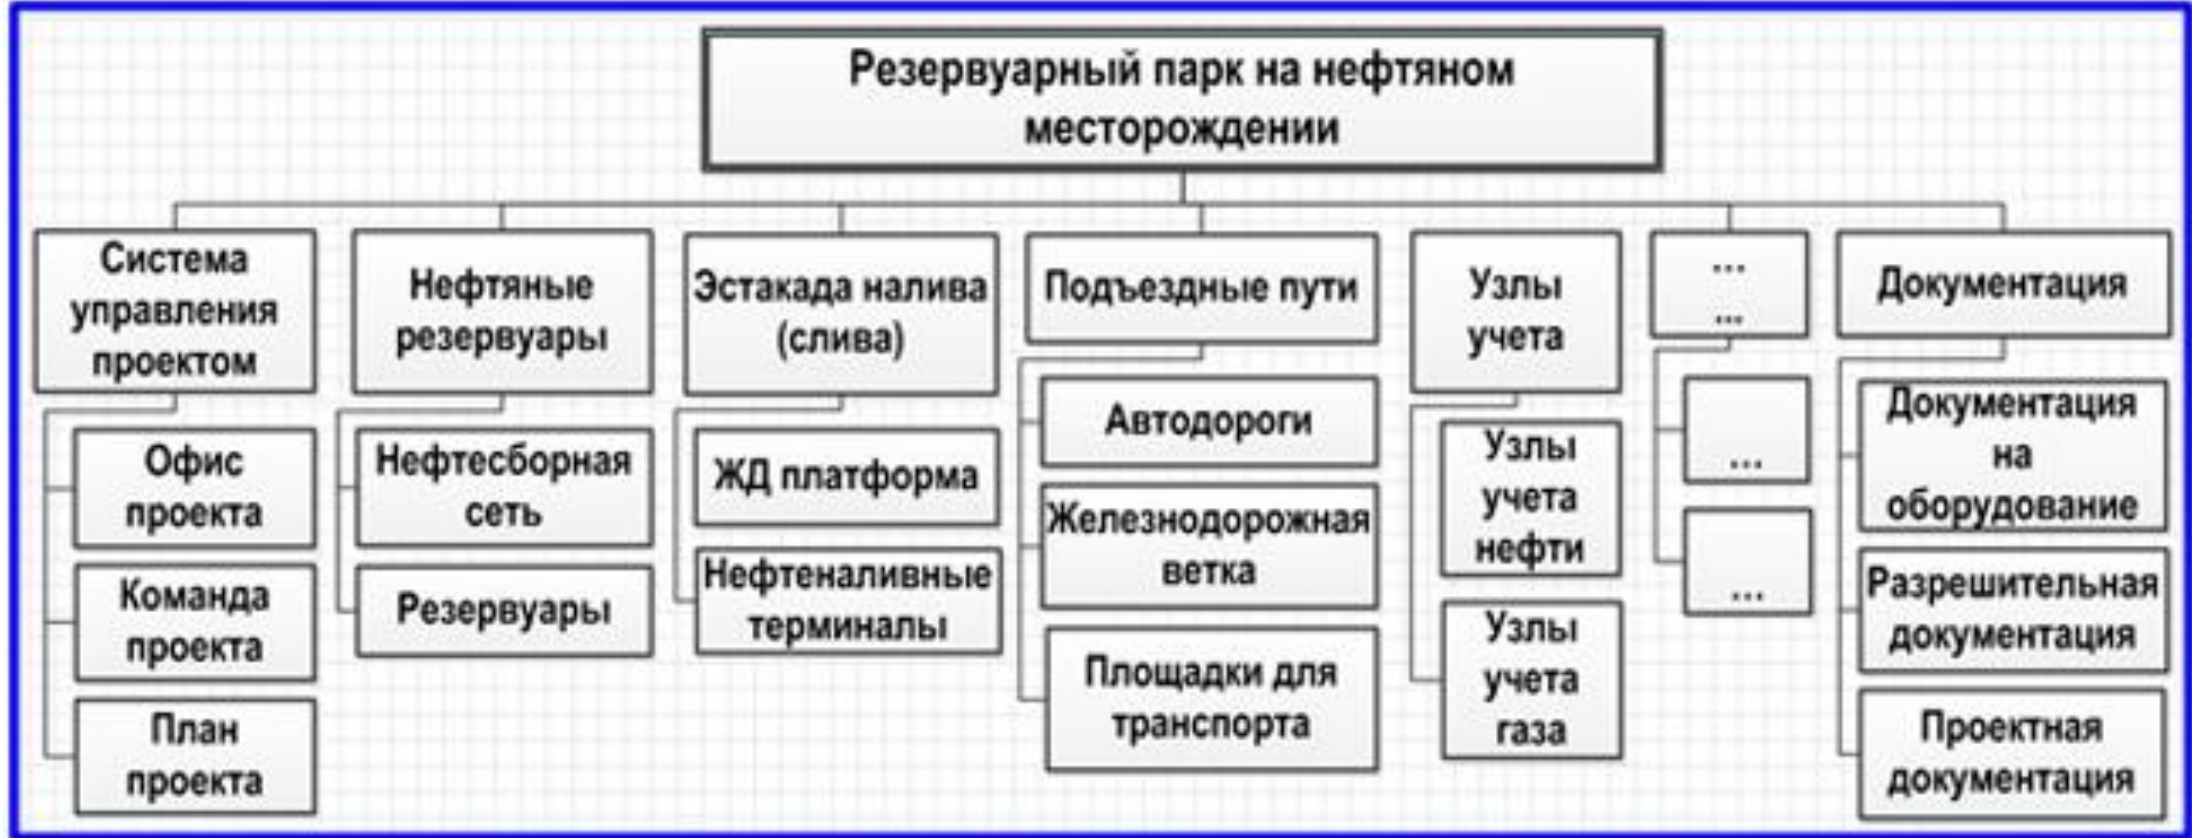 Резервуарный парк на нефтяном
месторождении
Система
управления
проектом
Офис
проекта
Команда
проекта
План
проекта
Нефтяные
резервуары
Нефтесборная
сеть
Резервуары
Эстакада налива
(слива)
ЖД платформа
Нефтеналивные
терминалы
Подъездные пути
Автодороги
Железнодорожная
ветка
Площадки для
транспорта
Узлы
учета
Узлы
учета
нефти
Узлы
учета
газа
...
...
...
...
Документация
Документация
на
оборудование
Разрешительная
документация
Проектная
документация